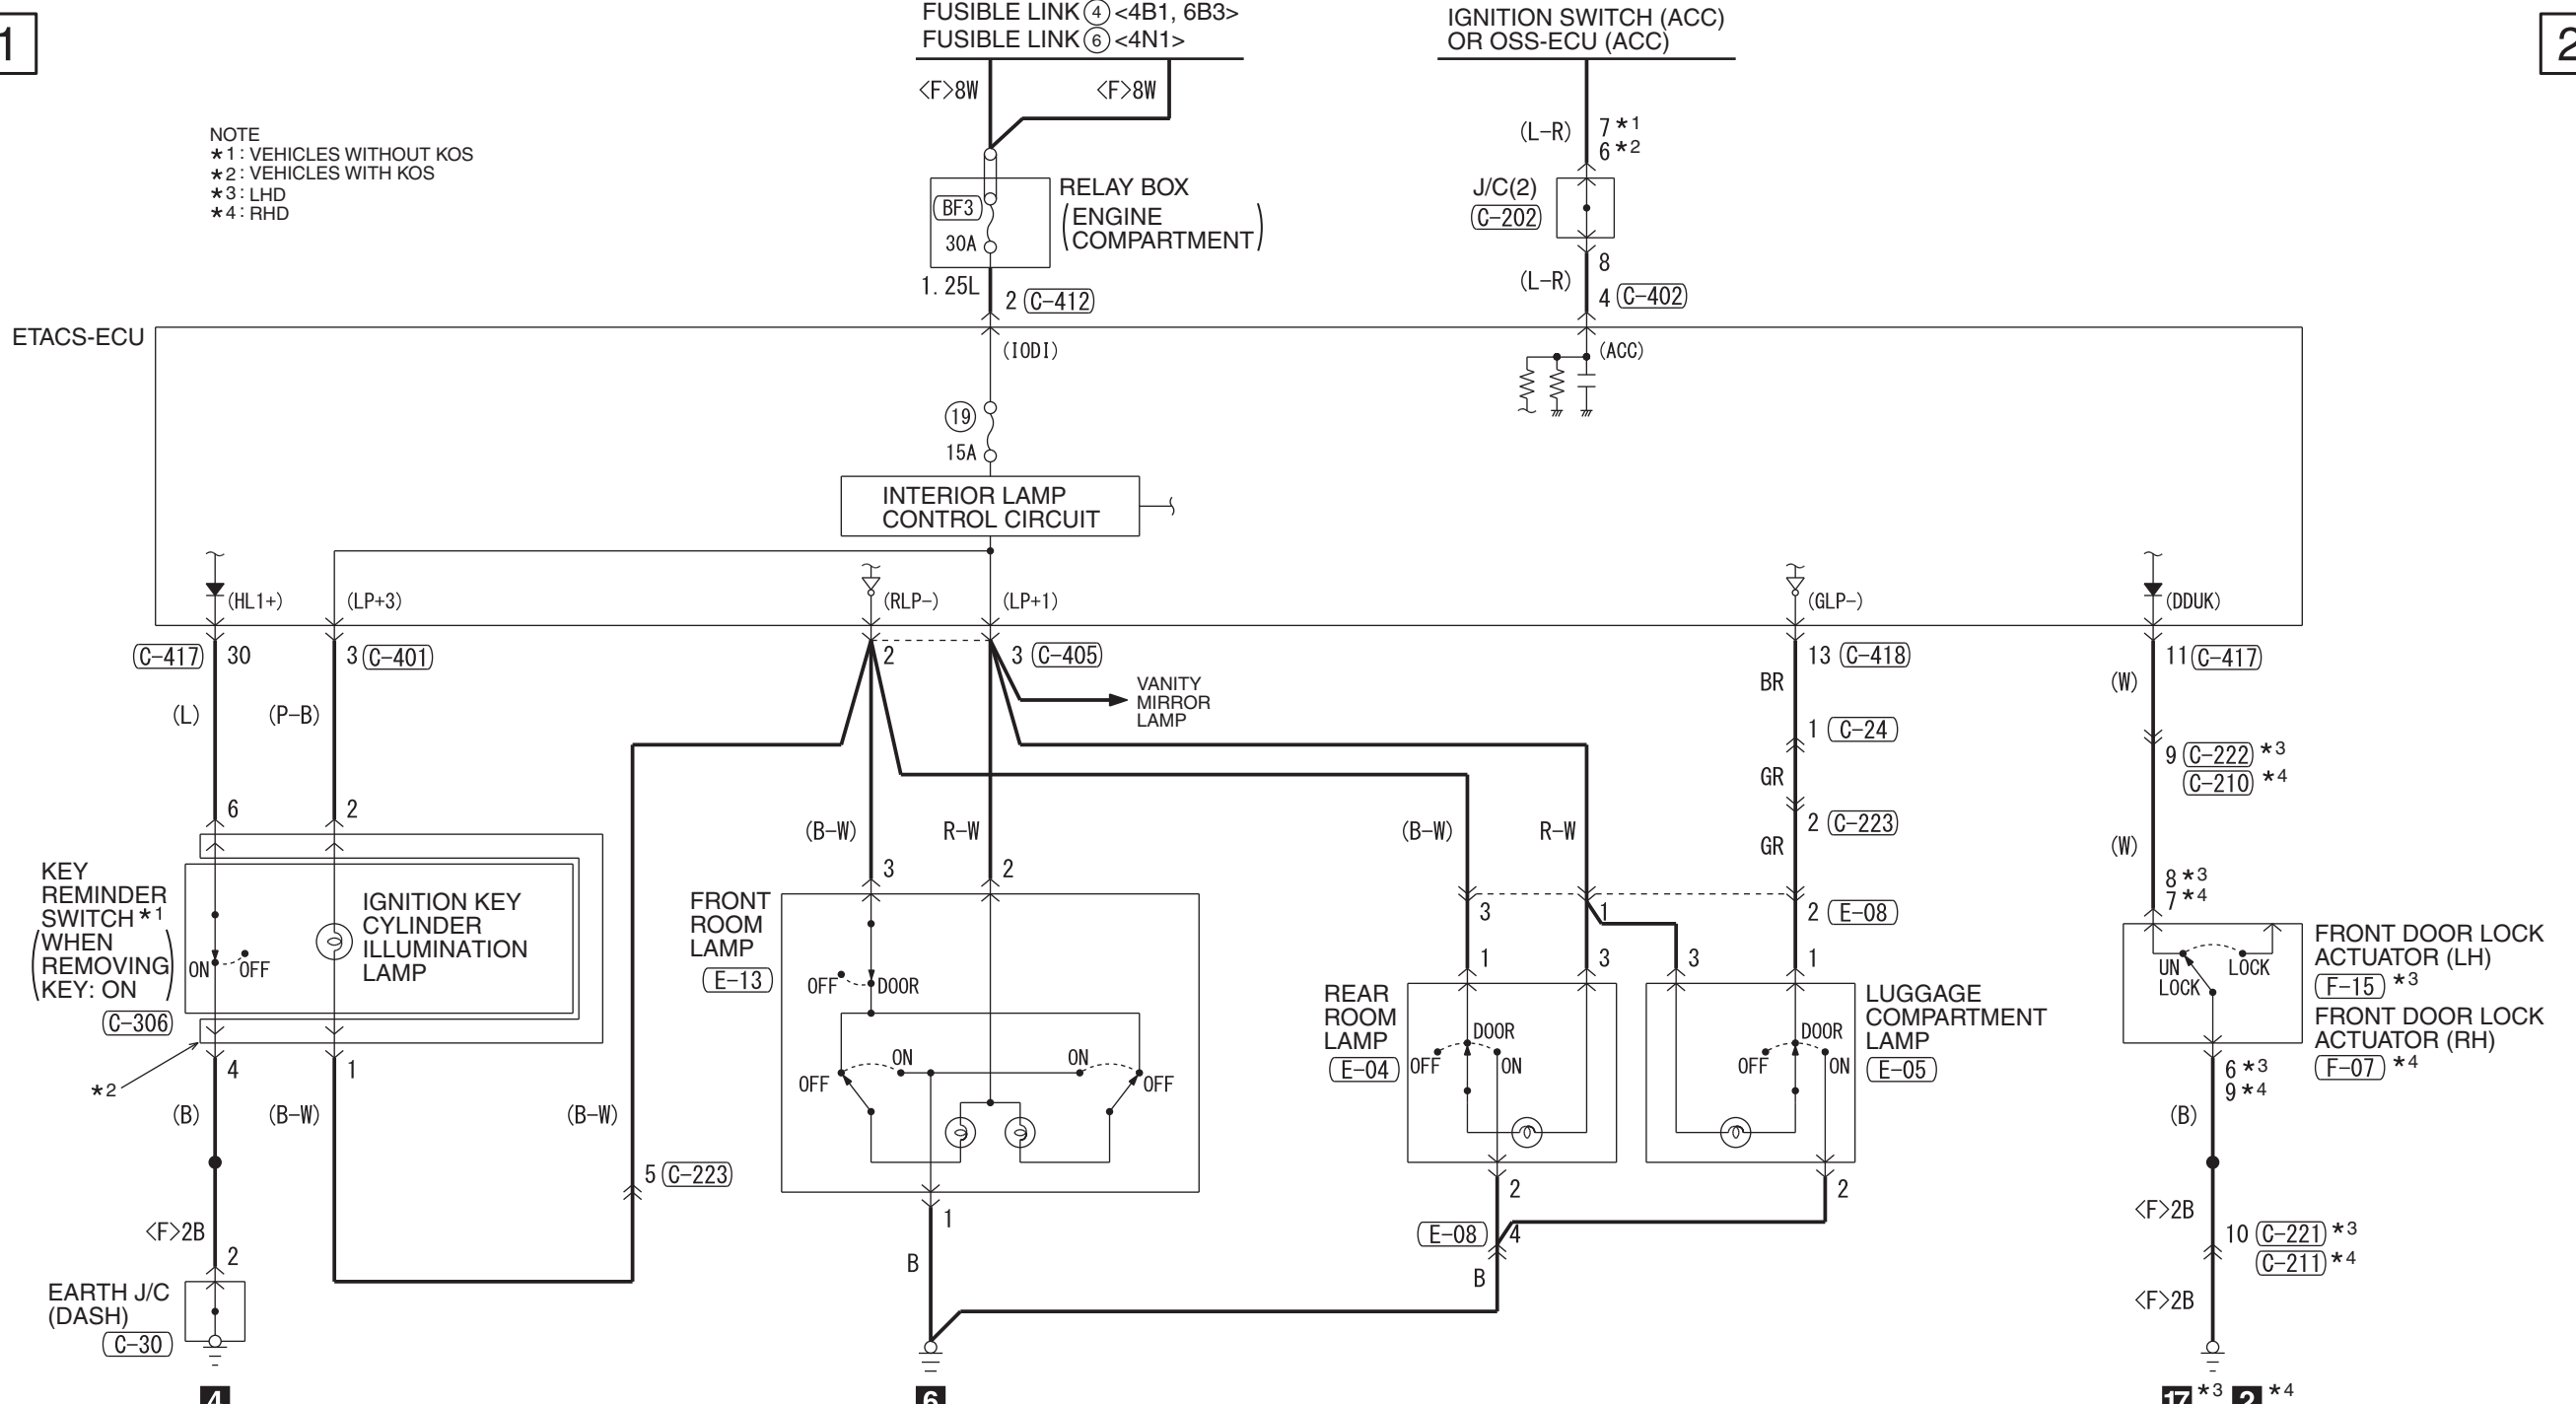 1
2
FUSIBLE LINK ④ <4B1, 6B3>
FUSIBLE LINK ⑥ <4N1>
IGNITION SWITCH (ACC)
OR OSS-ECU (ACC)
<F>8W
<F>8W
NOTE
*1: VEHICLES WITHOUT KOS
*2: VEHICLES WITH KOS
*3: LHD
*4: RHD
(L-R)
7 *1
6 *2
BF3
30A
RELAY BOX
(ENGINE
COMPARTMENT)
J/C(2)
C-202
1.25L
2 C-412
8
(L-R)
4 C-402
ETACS-ECU
(IODI)
(ACC)
19
15A
INTERIOR LAMP
CONTROL CIRCUIT
(HL1+)
(LP+3)
(RLP-)
(LP+1)
(GLP-)
(DDUK)
C-417 30
3 C-401
2
3 C-405
13 C-418
11 C-417
(L)
(P-B)
VANITY
MIRROR
LAMP
BR
(W)
1 C-24
9 C-222 *3
C-210 *4
GR
6
2
(B-W)
R-W
(B-W)
R-W
2 C-223
GR
(W)
3
2
8 *3
7 *4
KEY
REMINDER
SWITCH *1
(WHEN
REMOVING
KEY: ON)
C-306
ON
OFF
IGNITION KEY
CYLINDER
ILLUMINATION
LAMP
FRONT
ROOM
LAMP
E-13
OFF
DOOR
OFF
ON
ON
OFF
3
1
2 E-08
1
3
3
1
REAR
ROOM
LAMP
E-04
DOOR
OFF
ON
DOOR
OFF
ON
LUGGAGE
COMPARTMENT
LAMP
E-05
UN
LOCK
LOCK
FRONT DOOR LOCK
ACTUATOR (LH)
F-15 *3
FRONT DOOR LOCK
ACTUATOR (RH)
F-07 *4
*2
4
1
6 *3
9 *4
(B)
(B-W)
(B-W)
(B)
5 C-223
2
2
1
E-08 4
<F>2B
<F>2B
2
B
B
10 C-221 *3
C-211 *4
EARTH J/C
(DASH)
C-30
<F>2B
4
6
17 *3 2 *4